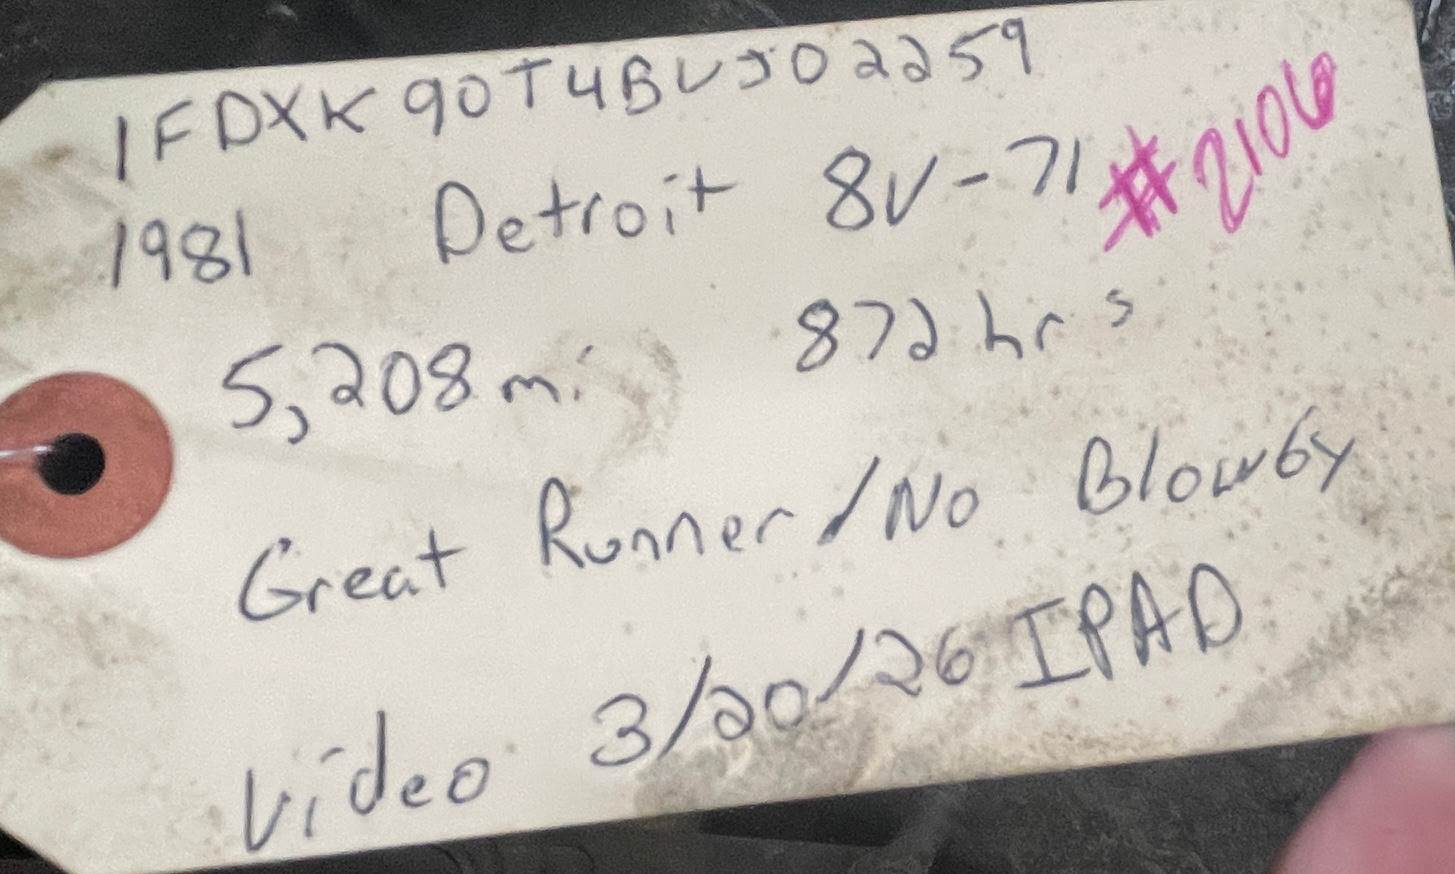 1FDXK90T4BVJ02259
1981 Detroit 8V-71 #2106
5,208 mi 872 hrs
Great Runner/No Blowby
Video 3/20/26 IPAD